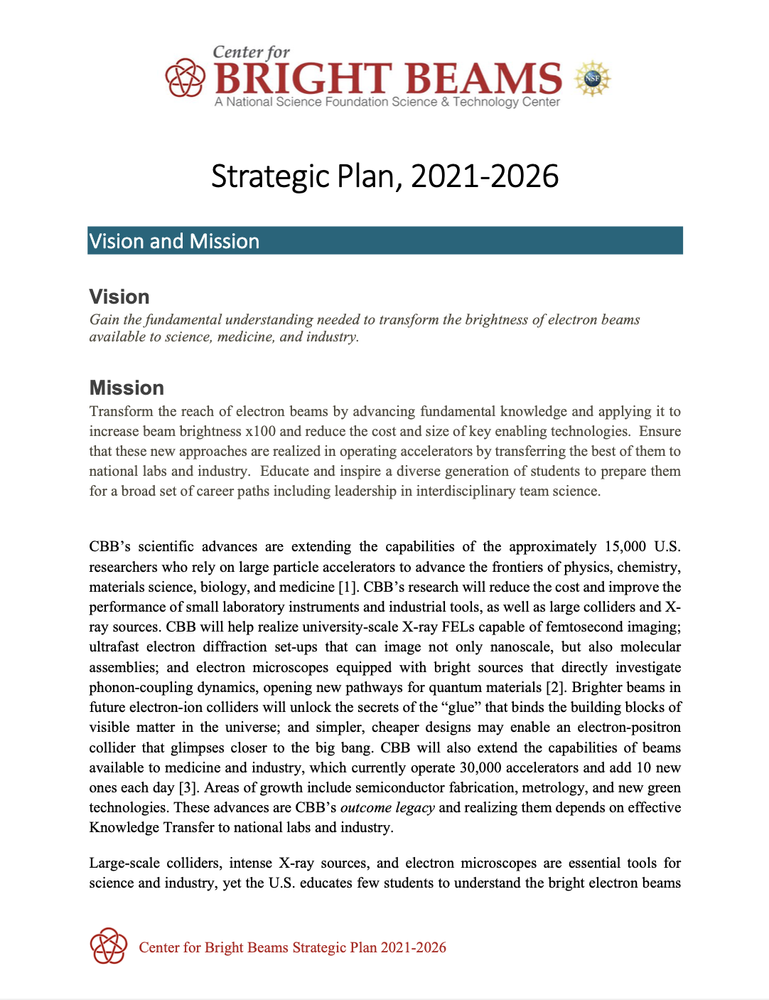 Center for
BRIGHT BEAMS
NSF
A National Science Foundation Science & Technology Center
Strategic Plan, 2021-2026
Vision and Mission
Vision
Gain the fundamental understanding needed to transform the brightness of electron beams
available to science, medicine, and industry.
Mission
Transform the reach of electron beams by advancing fundamental knowledge and applying it to
increase beam brightness x100 and reduce the cost and size of key enabling technologies. Ensure
that these new approaches are realized in operating accelerators by transferring the best of them to
national labs and industry. Educate and inspire a diverse generation of students to prepare them
for a broad set of career paths including leadership in interdisciplinary team science.
CBB’s scientific advances are extending the capabilities of the approximately 15,000 U.S.
researchers who rely on large particle accelerators to advance the frontiers of physics, chemistry,
materials science, biology, and medicine [1]. CBB’s research will reduce the cost and improve the
performance of small laboratory instruments and industrial tools, as well as large colliders and X-
ray sources. CBB will help realize university-scale X-ray FELs capable of femtosecond imaging;
ultrafast electron diffraction set-ups that can image not only nanoscale, but also molecular
assemblies; and electron microscopes equipped with bright sources that directly investigate
phonon-coupling dynamics, opening new pathways for quantum materials [2]. Brighter beams in
future electron-ion colliders will unlock the secrets of the “glue” that binds the building blocks of
visible matter in the universe; and simpler, cheaper designs may enable an electron-positron
collider that glimpses closer to the big bang. CBB will also extend the capabilities of beams
available to medicine and industry, which currently operate 30,000 accelerators and add 10 new
ones each day [3]. Areas of growth include semiconductor fabrication, metrology, and new green
technologies. These advances are CBB’s outcome legacy and realizing them depends on effective
Knowledge Transfer to national labs and industry.
Large-scale colliders, intense X-ray sources, and electron microscopes are essential tools for
science and industry, yet the U.S. educates few students to understand the bright electron beams
Center for Bright Beams Strategic Plan 2021-2026